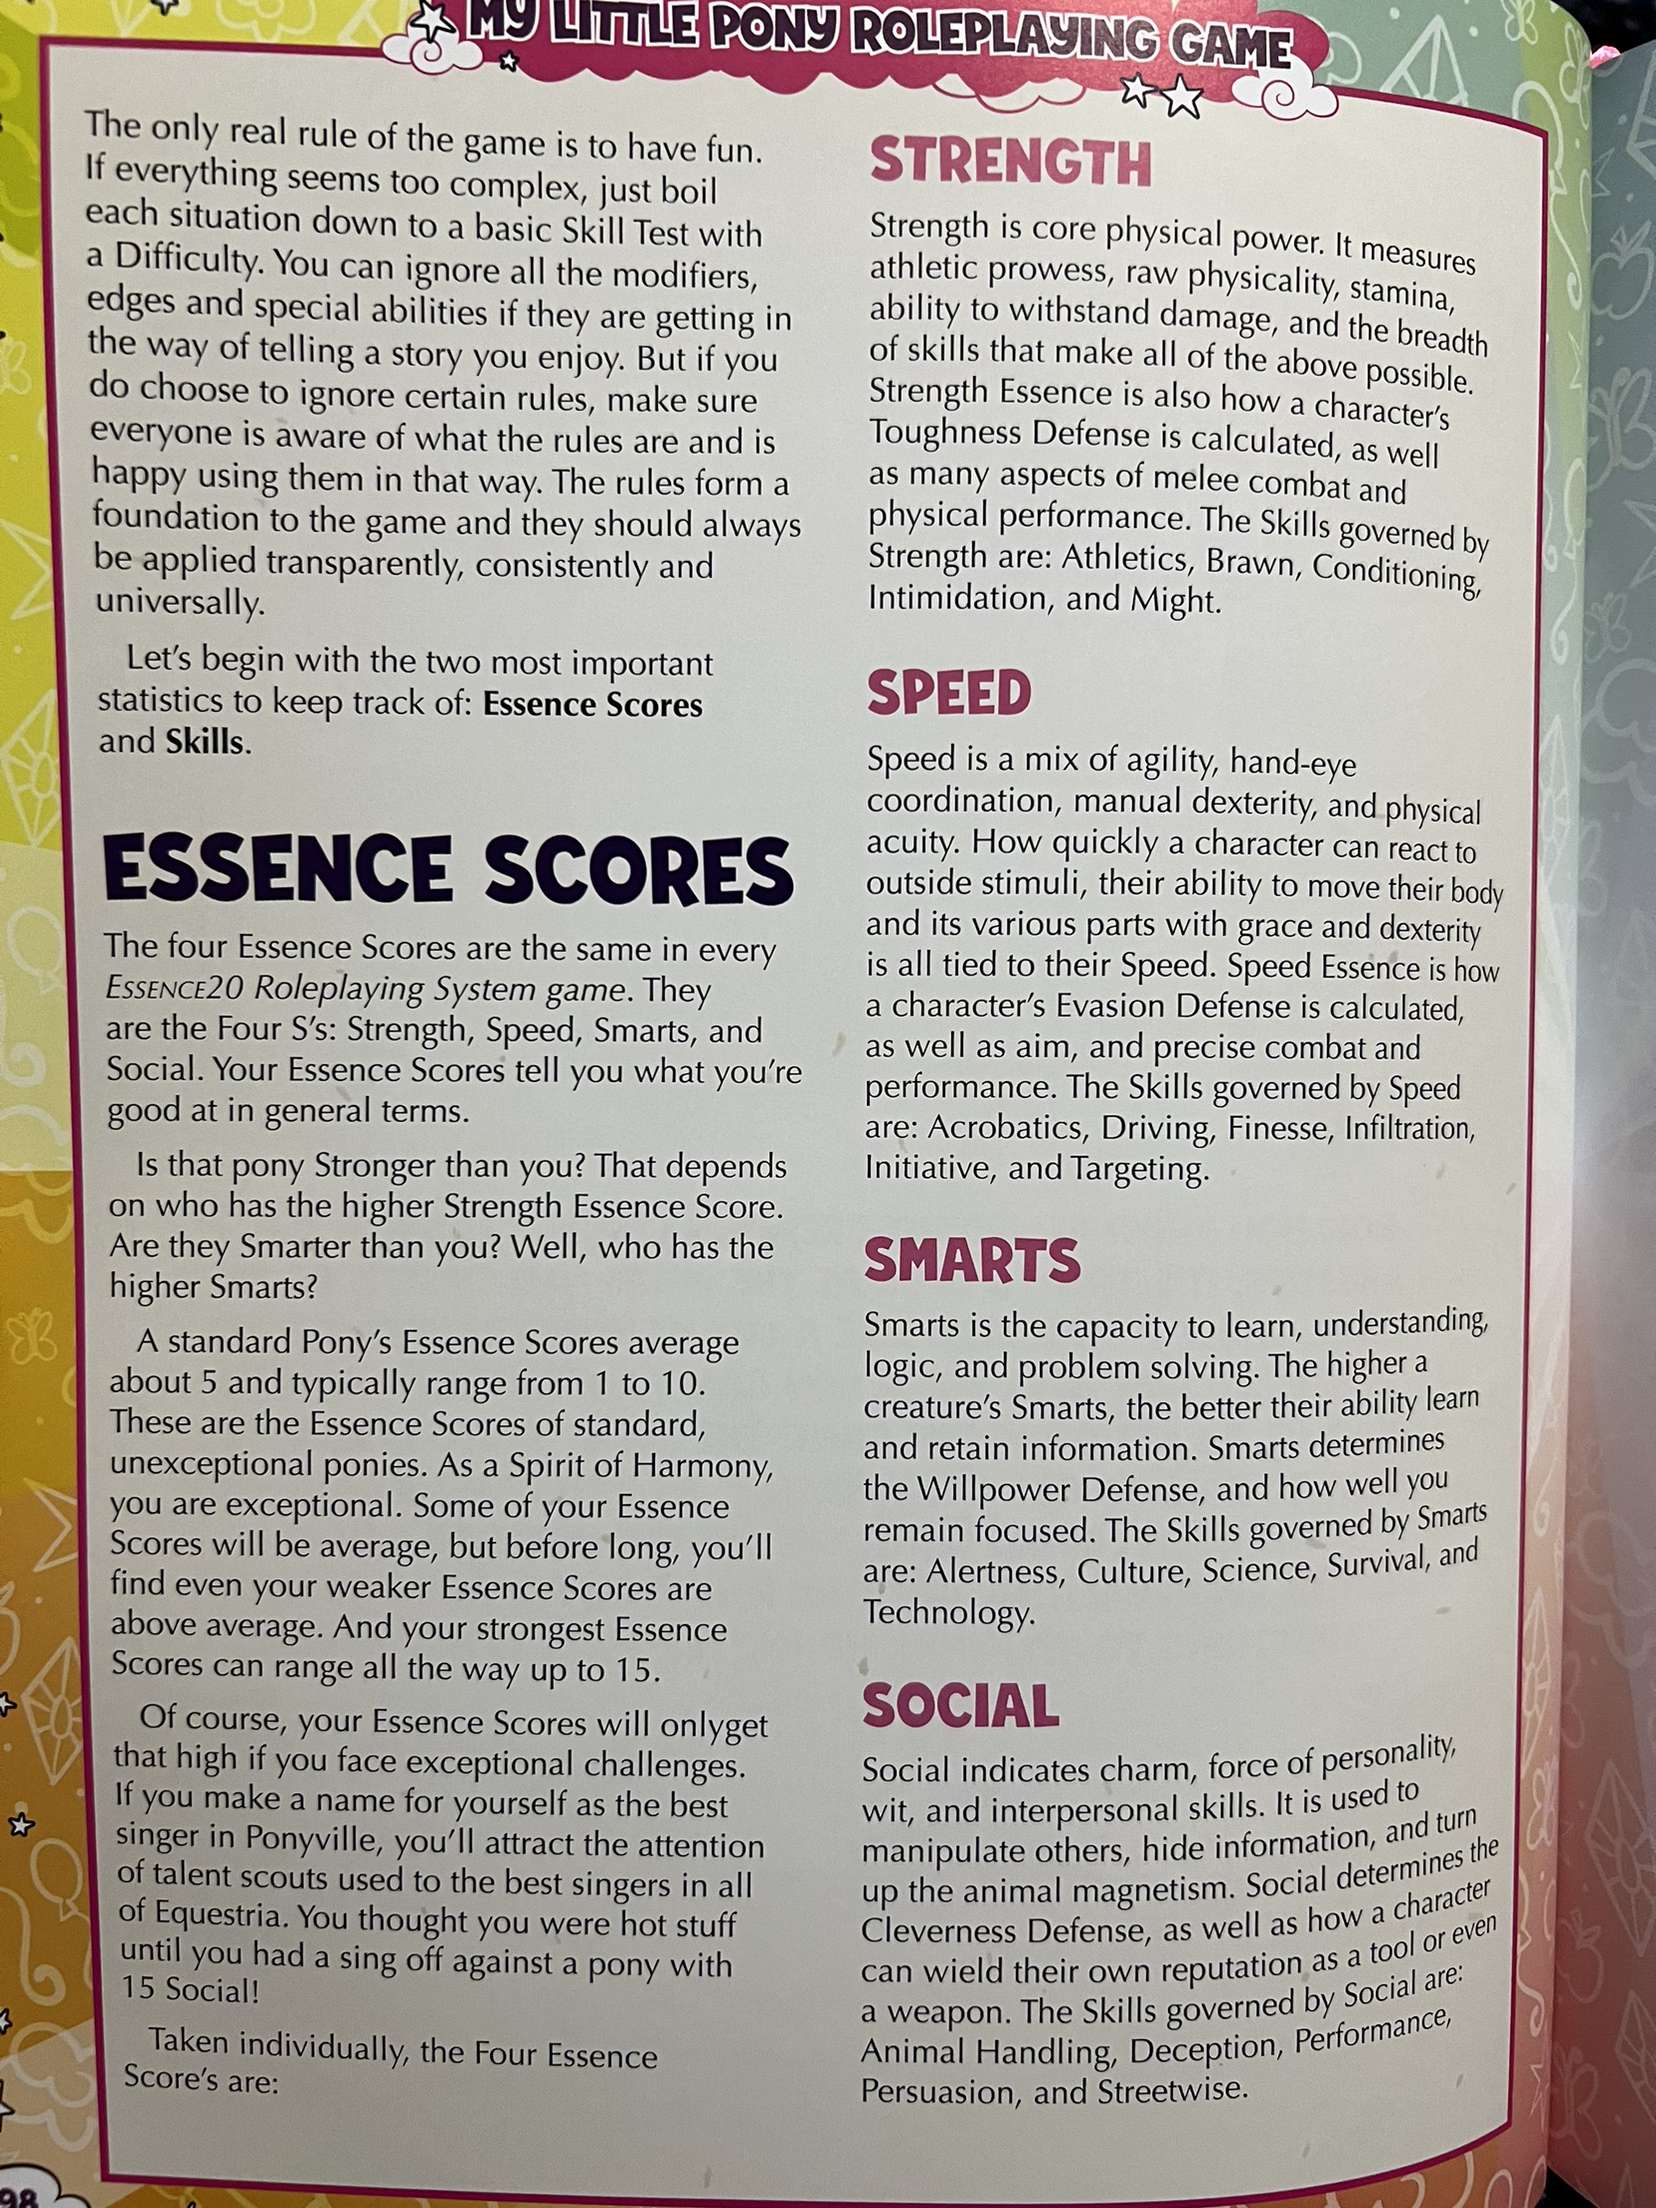 MY LITTLE PONY ROLEPLAYING GAME
The only real rule of the game is to have fun.
If everything seems too complex, just boil
each situation down to a basic Skill Test with
a Difficulty. You can ignore all the modifiers,
edges and special abilities if they are getting in
the way of telling a story you enjoy. But if you
do choose to ignore certain rules, make sure
everyone is aware of what the rules are and is
happy using them in that way. The rules form a
foundation to the game and they should always
be applied transparently, consistently and
universally.
Let's begin with the two most important
statistics to keep track of: Essence Scores
and Skills.
ESSENCE SCORES
The four Essence Scores are the same in every
ESSENCE20 Roleplaying System game. They
are the Four S's: Strength, Speed, Smarts, and
Social. Your Essence Scores tell you what you're
good at in general terms.
Is that pony Stronger than you? That depends
on who has the higher Strength Essence Score.
Are they Smarter than you? Well, who has the
higher Smarts?
A standard Pony's Essence Scores average
about 5 and typically range from 1 to 10.
These are the Essence Scores of standard,
unexceptional ponies. As a Spirit of Harmony,
you are exceptional. Some of your Essence
Scores will be average, but before long, you'll
find even your weaker Essence Scores are
above average. And your strongest Essence
Scores can range all the way up to 15.
Of course, your Essence Scores will onlyget
that high if you face exceptional challenges.
If you make a name for yourself as the best
singer in Ponyville, you'll attract the attention
of talent scouts used to the best singers in all
of Equestria. You thought you were hot stuff
until you had a sing off against a pony with
15 Social!
Taken individually, the Four Essence
Score's are:
STRENGTH
Strength is core physical power. It measures
athletic prowess, raw physicality, stamina,
ability to withstand damage, and the breadth
of skills that make all of the above possible.
Strength Essence is also how a character's
Toughness Defense is calculated, as well
as many aspects of melee combat and
physical performance. The Skills governed by
Strength are: Athletics, Brawn, Conditioning,
Intimidation, and Might.
SPEED
Speed is a mix of agility, hand-eye
coordination, manual dexterity, and physical
acuity. How quickly a character can react to
outside stimuli, their ability to move their body
and its various parts with grace and dexterity
is all tied to their Speed. Speed Essence is how
a character's Evasion Defense is calculated,
as well as aim, and precise combat and
performance. The Skills governed by Speed
are: Acrobatics, Driving, Finesse, Infiltration,
Initiative, and Targeting.
SMARTS
Smarts is the capacity to learn, understanding,
logic, and problem solving. The higher a
creature's Smarts, the better their ability learn
and retain information. Smarts determines
the Willpower Defense, and how well you
remain focused. The Skills governed by Smarts
are: Alertness, Culture, Science, Survival, and
Technology.
SOCIAL
Social indicates charm, force of personality,
wit, and interpersonal skills. It is used to
manipulate others, hide information, and turn
up the animal magnetism. Social determines the
Cleverness Defense, as well as how a character
can wield their own reputation as a tool or even
a weapon. The Skills governed by Social are:
Animal Handling, Deception, Performance,
Persuasion, and Streetwise.
98